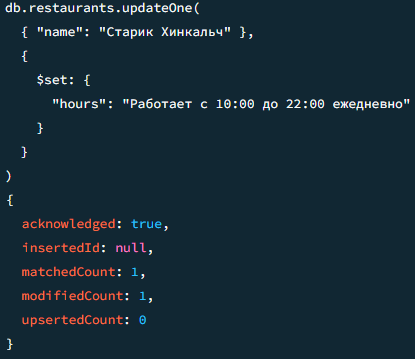 db.restaurants.updateOne(
{ "name": "Старик Хинкальч" },
{
$set: {
"hours": "Работает с 10:00 до 22:00 ежедневно"
}
}
)
{
acknowledged: true,
insertedId: null,
matchedCount: 1,
modifiedCount: 1,
upsertedCount: 0
}